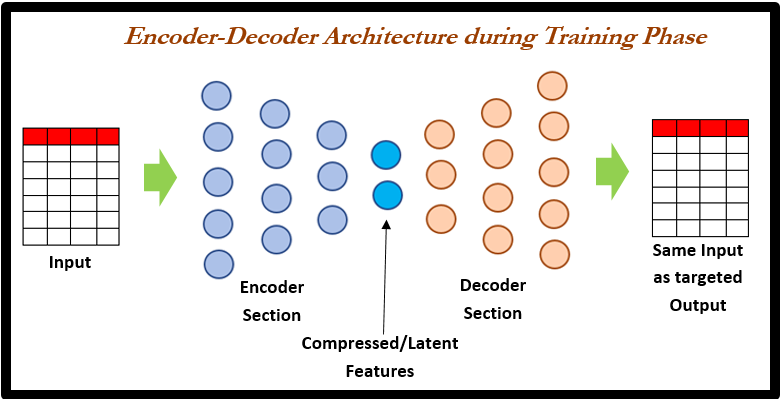 Encoder-Decoder Architecture during Training Phase
Input
Encoder
Section
Compressed/Latent
Features
Decoder
Section
Same Input
as targeted
Output